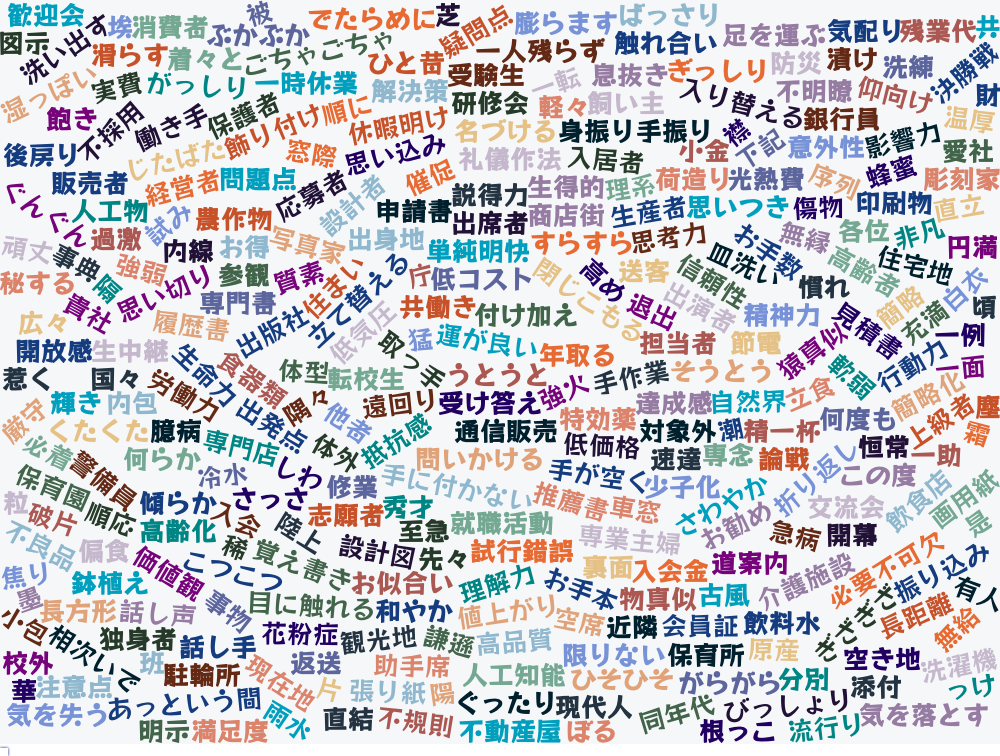 歓迎会
洗い出す
埃
消費者
被
ぷかぷか
でたらめに
芝
疑問点
膨らます
ばっさり
触れ合い
足を運ぶ
気配り
残業代
共
図示
滑らす
着々と
ごちゃごちゃ
ひと苗
一人残らず
受験生
一転
息抜き
ぎっしり
防災
漬け
洗練
決勝戦
財
湿っぽい
実費
がっしり
一時休業
解決策
研修会
軽々
飼い主
入り替える
不明瞭
仰向け
温厚
飽き
不採用
働き手
保護者
飾り付け
順に
休暇明け
名づける
身振り手振り
襟
銀行員
後戻り
じたばた
窓際
思い込み
礼儀作法
入居者
小金
下記
意外性
影響力
愛社
販売者
経営者
問題点
応募者
設計者
催促
説得力
生得的
理系
荷造り
光熱費
序列
蜂蜜
彫刻家
ぐんぐん
人工物
試み
農作物
申請書
出席者
商店街
生産者
思いつき
傷物
印刷物
直立
頑丈
事典
過激
内線
お得
写真家
出身地
単純明快
すらすら
思考力
お手数
無縁
各位
非凡
円満
秘する
隔
強弱
思い切り
参観
質素
住まい
立て替える
庁
低コスト
閉じこもる
高め
送客
信頼性
皿洗い
慣れ
高齢者
住宅地
白衣
貴社
専門書
広々
履歴書
出版社
低気圧
共働き
付け加え
退出
出演者
精神力
見積書
簡略
充満
頃
開放感
生中継
生命力
食器類
取っ手
猛
運が良い
年取る
担当者
節電
猿真似
軟弱
行動力
一例
一面
惹く
国々
労働力
体型
転校生
うとうと
強火
手作業
そうとう
立食
簡略化
厳守
輝き
内包
出発点
隅々
他者
遠回り
受け答え
特効薬
達成感
自然界
何度も
上級者
塵
くたくた
臆病
専門店
体外
抵抗感
通信販売
低価格
対象外
潮
精一杯
霜
必着
警備員
何らか
冷水
しわ
問いかける
手が空く
速達
専念
論戦
折り返し
恒常
一助
保育園
傾らか
さっさ
修業
手に付かない
少子化
さわやか
この度
飲食店
画用紙
粒
破片
順応
高齢化
入会
陸上
志願者
秀才
至急
就職活動
推薦書
車窓
お勧め
交流会
是
不良品
偏食
価値観
稀
覚え書き
設計図
先々
試行錯誤
専業主婦
急病
開幕
焦り
鉢植え
こつこつ
お似合い
理解力
お手本
裏面
入会金
道案内
介護施設
必要不可欠
振り込み
墨
長方形
話し声
事物
目に触れる
和やか
値上がり
物真似
古風
ぎざぎざ
長距離
有人
小包
相次いで
独身者
話し手
花粉症
観光地
謙遜
高品質
空席
近隣
会員証
飲料水
無給
校外
班
駐輪所
現在地
返送
助手席
人工知能
限りない
保育所
原産
空き地
洗濯機
華
注意点
あっという間
片
張り紙
陽
ぐったり
ひそひそ
がらがら
分別
添付
つけ
気を失う
明示
満足度
雨水
直結
不規則
不動産屋
現代人
ぼる
同年代
びっしょり
根っこ
流行り
気を落とす